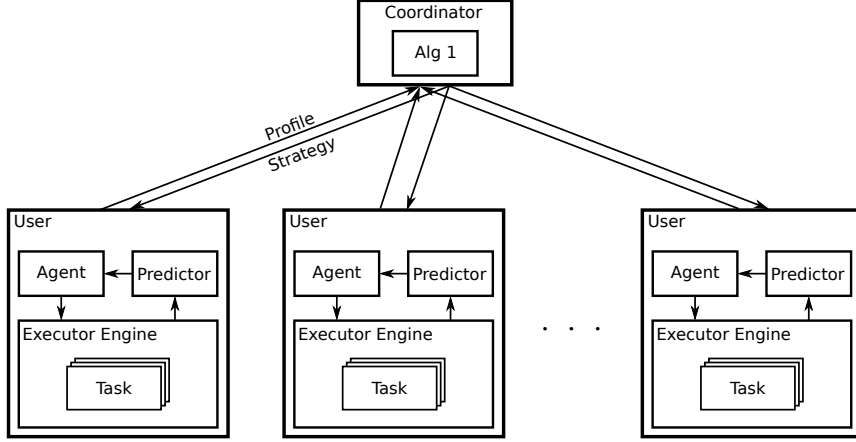 Coordinator
Alg 1
Profile
Strategy
User
Agent
Predictor
Executor Engine
Task
User
Agent
Predictor
Executor Engine
Task
. . .
User
Agent
Predictor
Executor Engine
Task